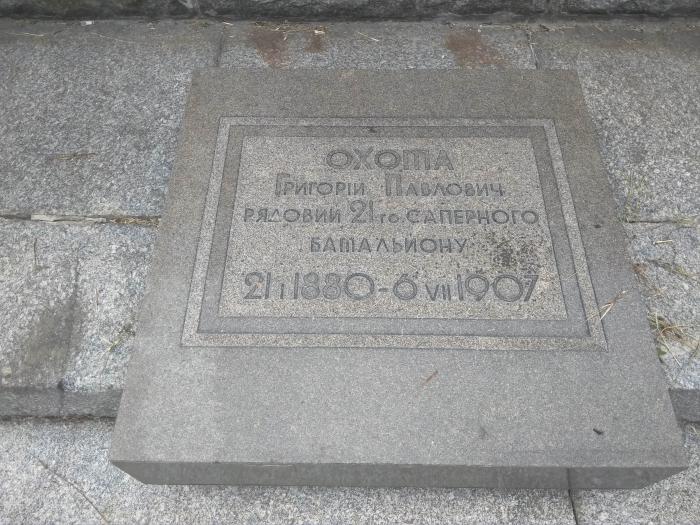 ОХОТА
ГРИГОРІЙ ПАВЛОВИЧ
РЯДОВИЙ 21го САПЕРНОГО
БАТАЛЬЙОНУ
21 I 1880 - 6 VII 1907